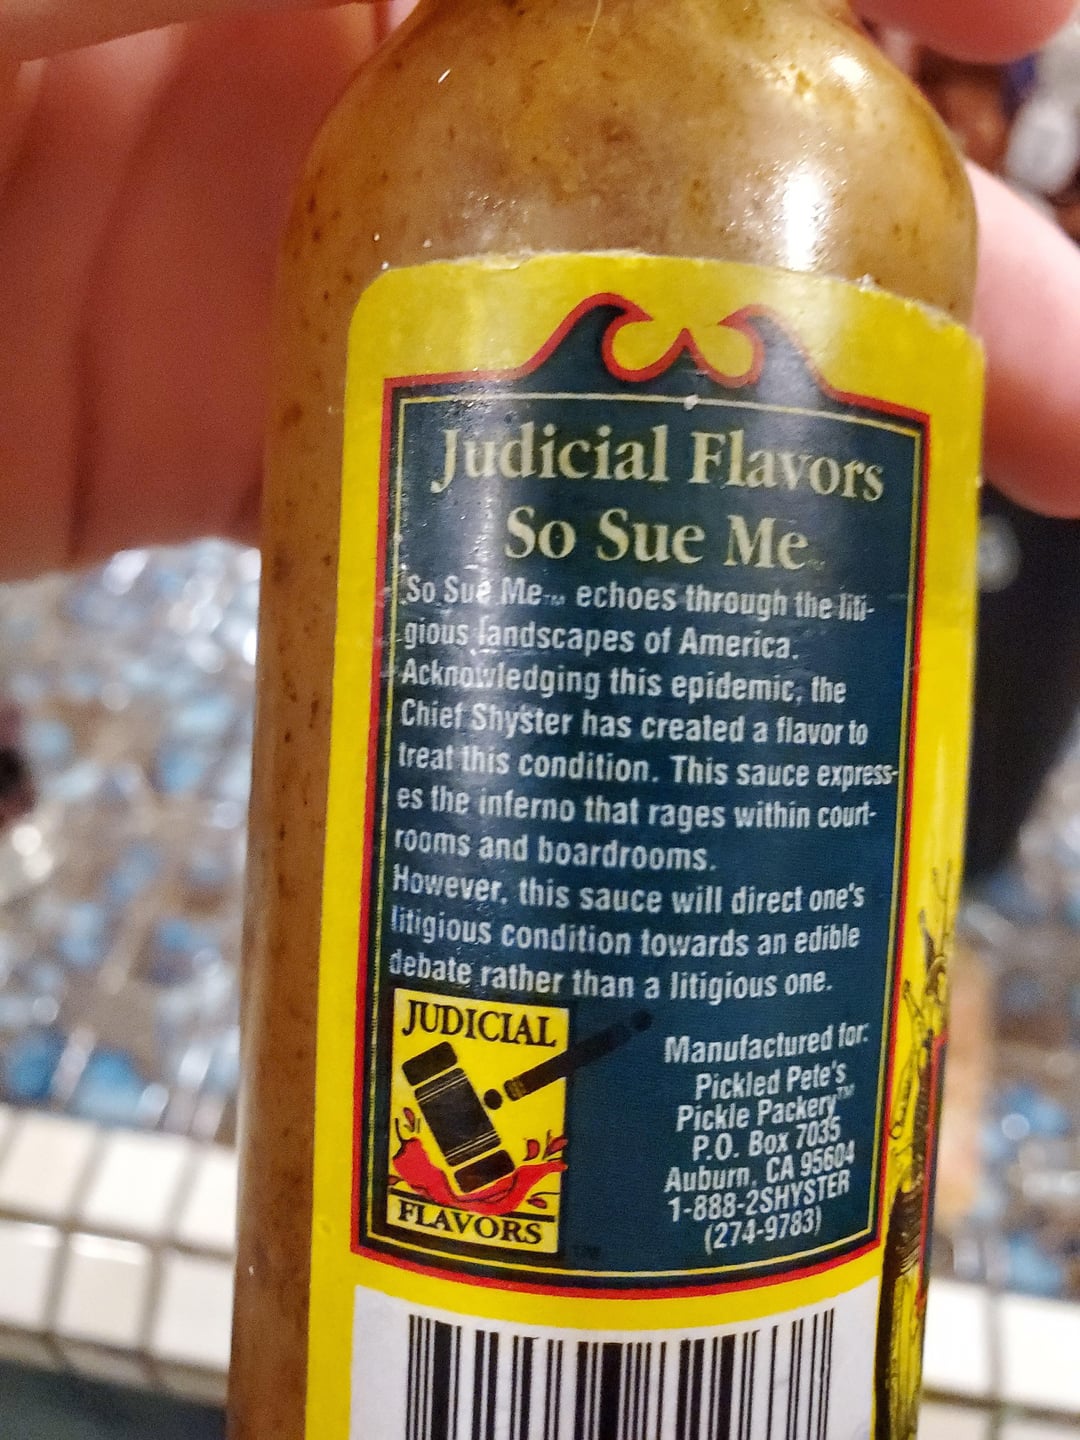 Judicial Flavors
So Sue Me™
So Sue Me™ echoes through the liti-
gious landscapes of America.
Acknowledging this epidemic, the
Chief Shyster has created a flavor to
treat this condition. This sauce express-
es the inferno that rages within court-
rooms and boardrooms.
However, this sauce will direct one's
litigious condition towards an edible
debate rather than a litigious one.
JUDICIAL
FLAVORS
Manufactured for:
Pickled Pete's
Pickle Packery™
P.O. Box 7035
Auburn, CA 95604
1-888-2SHYSTER
(274-9783)